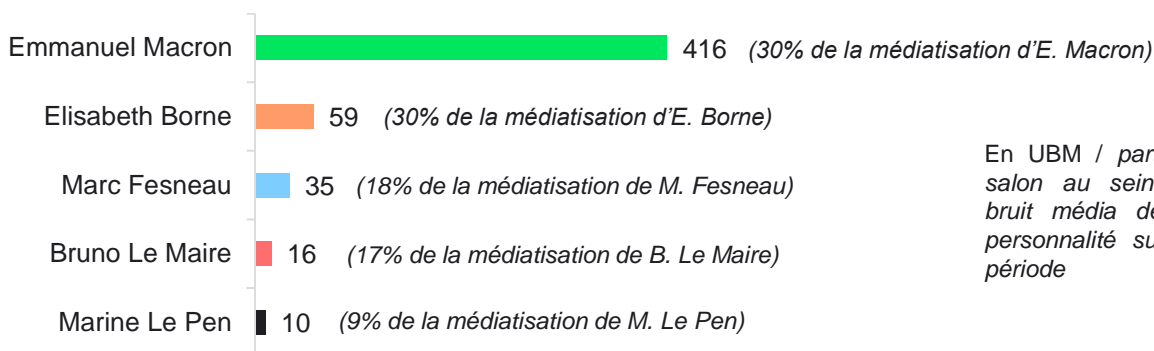 Emmanuel Macron 416 (30% de la médiatisation d’E. Macron)
Elisabeth Borne 59 (30% de la médiatisation d’E. Borne)
Marc Fesneau 35 (18% de la médiatisation de M. Fesneau)
Bruno Le Maire 16 (17% de la médiatisation de B. Le Maire)
Marine Le Pen 10 (9% de la médiatisation de M. Le Pen)
En UBM / par
salon au sein
bruit média
personnalité
période